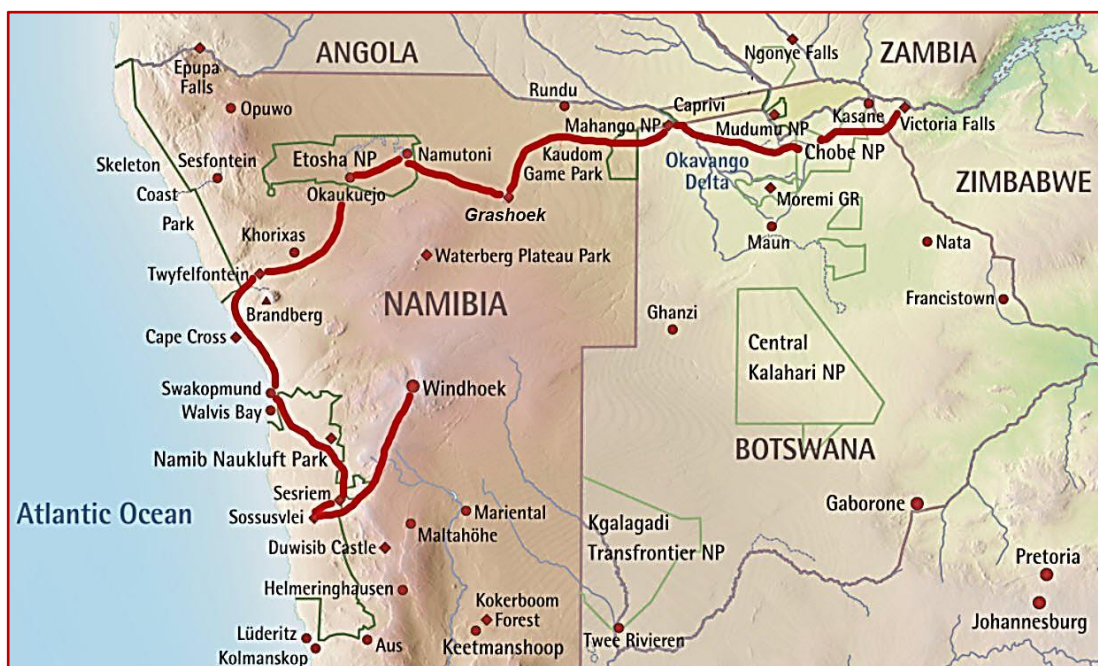 ANGOLA
ZAMBIA
Ngonye Falls
Epupa
Falls
Opuwo
Rundu
Caprivi
Kasane
Mahango NP
Mudumu NP
Victoria Falls
Skeleton
Coast
Park
Sesfontein
Etosha NP
Namutoni
Kaudom
Game Park
Okavango
Delta
Chobe NP
Okaukuejo
Grashoek
Moremi GR
ZIMBABWE
Khorixas
Waterberg Plateau Park
Maun
Nata
Twyfelfontein
Brandberg
NAMIBIA
Francistown
Cape Cross
Ghanzi
Central
Kalahari NP
Swakopmund
Walvis Bay
Windhoek
Namib Naukluft Park
BOTSWANA
Sesriem
Sossusvlei
Atlantic Ocean
Mariental
Maltahöhe
Gaborone
Kgalagadi
Transfrontier NP
Duwisib Castle
Helmeringhausen
Pretoria
Kokerboom
Forest
Johannesburg
Lüderitz
Kolmanskop
Aus
Keetmanshoop
Twee Rivieren